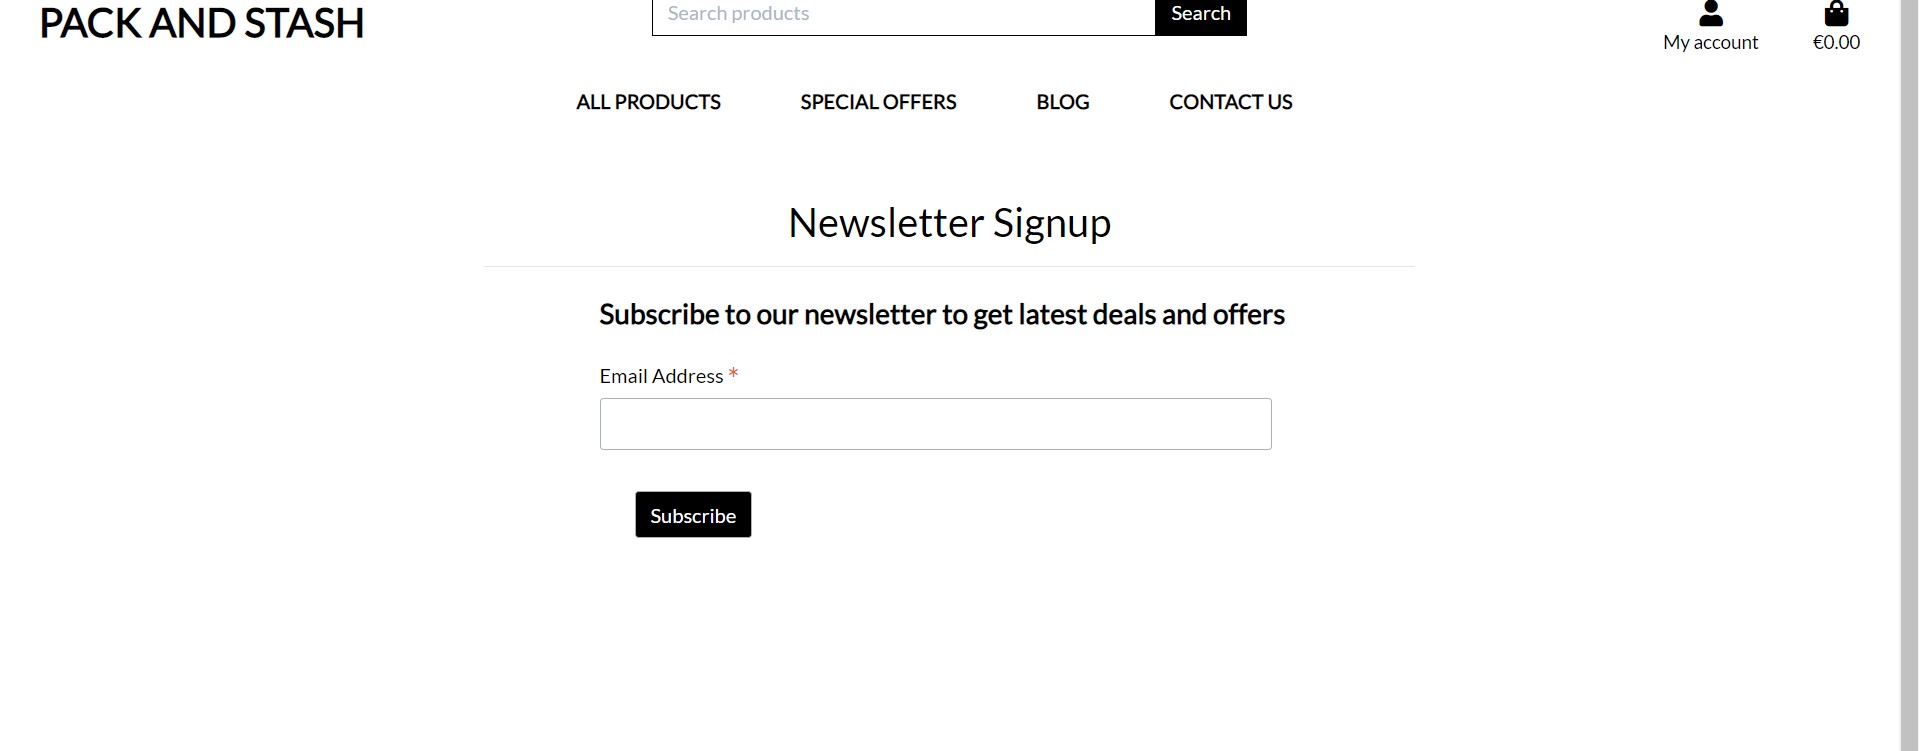 PACK AND STASH
Search products
Search
My account
€0.00
ALL PRODUCTS
SPECIAL OFFERS
BLOG
CONTACT US
Newsletter Signup
Subscribe to our newsletter to get latest deals and offers
Email Address *
Subscribe